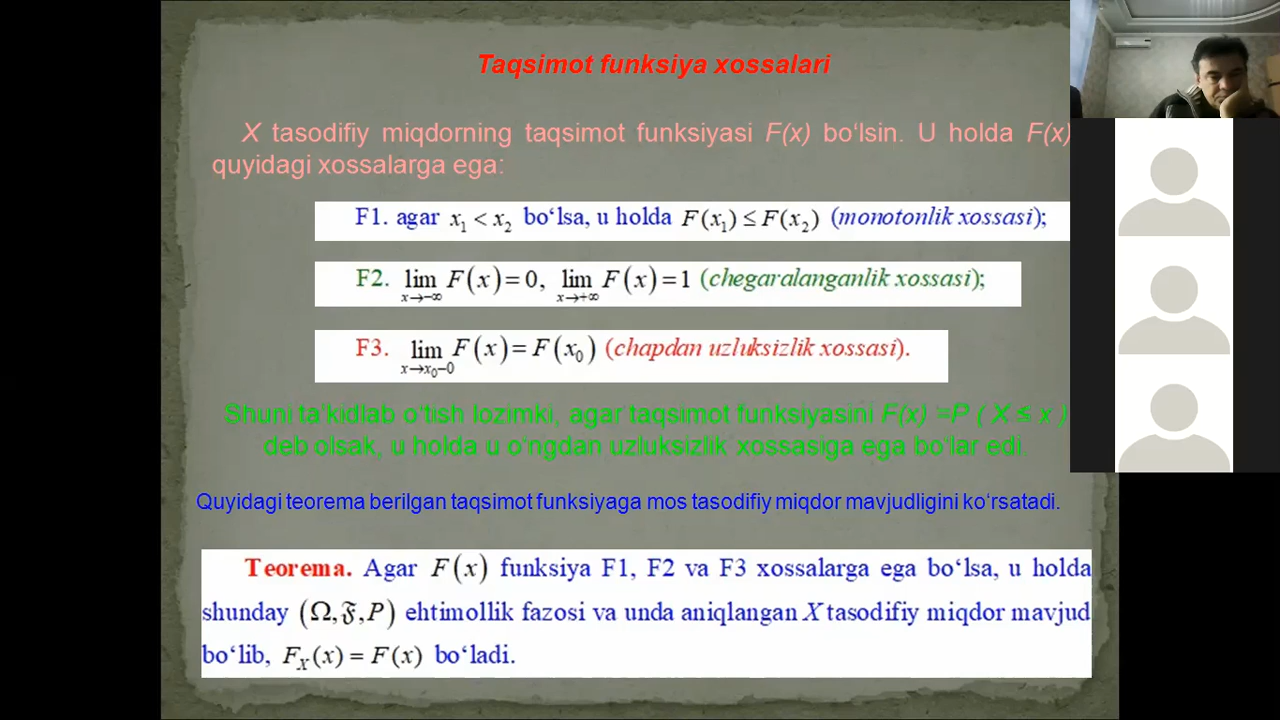 Taqsimot funksiya xossalari
X tasodifiy miqdorning taqsimot funksiyasi F(x) bo‘lsin. U holda F(x)
quyidagi xossalarga ega:
F1. agar x₁ < x₂ bo‘lsa, u holda F(x₁) ≤ F(x₂) (monotonlik xossasi);
F2. lim x→−∞ F(x) = 0, lim x→+∞ F(x) = 1 (chegaralanganlik xossasi);
F3. lim x→x₀−0 F(x) = F(x₀) (chapdan uzluksizlik xossasi).
Shuni ta’kidlab o‘tish lozimki, agar taqsimot funksiyasini F(x) =P ( X ≤ x )
deb olsak, u holda u o‘ngdan uzluksizlik xossasiga ega bo‘lar edi.
Quyidagi teorema berilgan taqsimot funksiyaga mos tasodifiy miqdor mavjudligini ko‘rsatadi.
Teorema. Agar F(x) funksiya F1, F2 va F3 xossalarga ega bo‘lsa, u holda
shunday (Ω, 𝔉, P) ehtimollik fazosi va unda aniqlangan X tasodifiy miqdor mavjud
bo‘lib, F_X(x) = F(x) bo‘ladi.